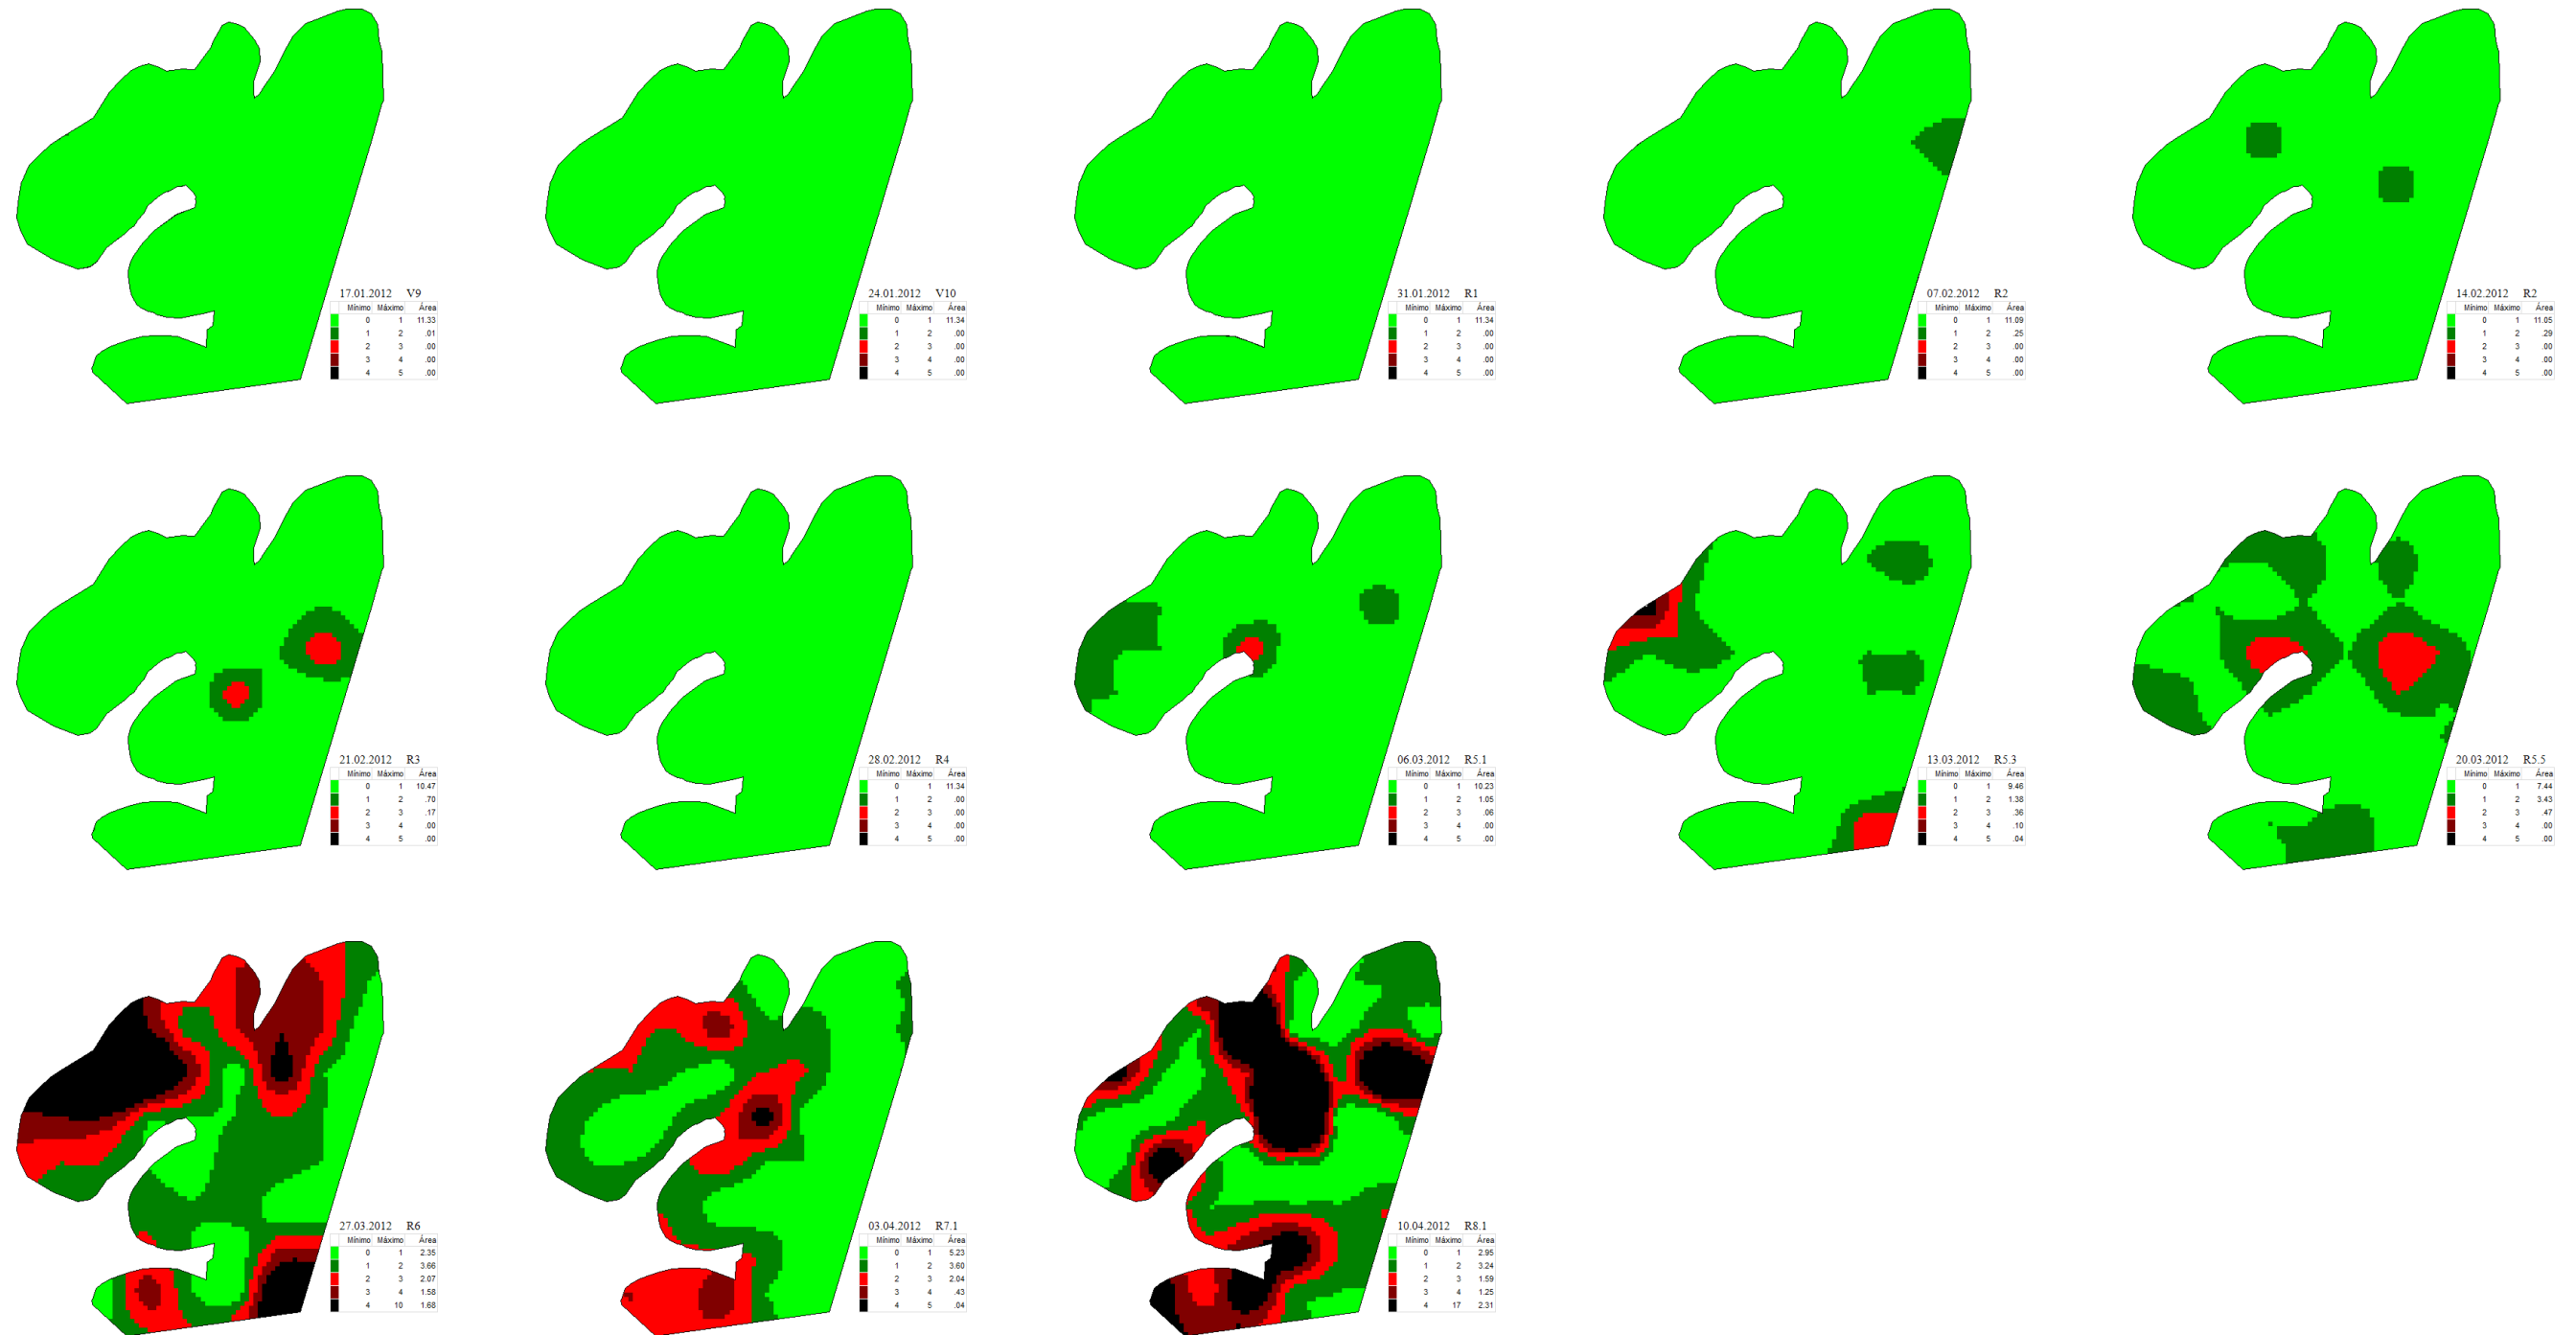 17.01.2012 V9
Mínimo Máximo Área
0 1 11.33
1 2 .01
2 3 .00
3 4 .00
4 5 .00
24.01.2012 V10
Mínimo Máximo Área
0 1 11.34
1 2 .00
2 3 .00
3 4 .00
4 5 .00
31.01.2012 R1
Mínimo Máximo Área
0 1 11.34
1 2 .00
2 3 .00
3 4 .00
4 5 .00
07.02.2012 R2
Mínimo Máximo Área
0 1 11.09
1 2 .25
2 3 .00
3 4 .00
4 5 .00
14.02.2012 R2
Mínimo Máximo Área
0 1 11.05
1 2 .29
2 3 .00
3 4 .00
4 5 .00
21.02.2012 R3
Mínimo Máximo Área
0 1 10.47
1 2 .70
2 3 .17
3 4 .00
4 5 .00
28.02.2012 R4
Mínimo Máximo Área
0 1 11.34
1 2 .00
2 3 .00
3 4 .00
4 5 .00
06.03.2012 R5.1
Mínimo Máximo Área
0 1 10.23
1 2 1.05
2 3 .06
3 4 .00
4 5 .00
13.03.2012 R5.3
Mínimo Máximo Área
0 1 9.46
1 2 1.38
2 3 .36
3 4 .10
4 5 .04
20.03.2012 R5.5
Mínimo Máximo Área
0 1 7.44
1 2 3.43
2 3 .47
3 4 .00
4 5 .00
27.03.2012 R6
Mínimo Máximo Área
0 1 2.35
1 2 3.66
2 3 2.07
3 4 1.58
4 10 1.68
03.04.2012 R7.1
Mínimo Máximo Área
0 1 5.23
1 2 3.60
2 3 2.04
3 4 .43
4 5 .04
10.04.2012 R8.1
Mínimo Máximo Área
0 1 2.95
1 2 3.24
2 3 1.59
3 4 1.25
4 17 2.31